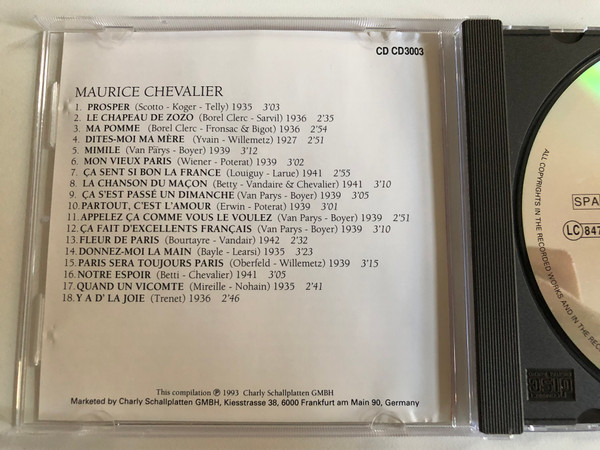 CD CD3003
MAURICE CHEVALIER
1. PROSPER (Scotto - Koger - Telly) 1935 3'03
2. LE CHAPEAU DE ZOZO (Borel Clerc - Sarvil) 1936 2'35
3. MA POMME (Borel Clerc - Fronsac & Bigot) 1936 2'54
4. DITES-MOI MA MÈRE (Yvain - Willemetz) 1927 2'51
5. MIMILE (Van Parys - Boyer) 1939 3'12
6. MON VIEUX PARIS (Wiener - Poterat) 1939 3'02
7. ÇA SENT SI BON LA FRANCE (Louiguy - Larue) 1941 2'55
8. LA CHANSON DU MAÇON (Betty - Vandaire & Chevalier) 1941 3'10
9. ÇA S'EST PASSÉ UN DIMANCHE (Van Parys - Boyer) 1939 3'05
10. PARTOUT, C'EST L'AMOUR (Erwin - Poterat) 1939 3'01
11. APPELEZ ÇA COMME VOUS LE VOULEZ (Van Parys - Boyer) 1939 2'51
12. ÇA FAIT D'EXCELLENTS FRANÇAIS (Van Parys - Boyer) 1939 3'10
13. FLEUR DE PARIS (Bourtayre - Vandair) 1942 2'32
14. DONNEZ-MOI LA MAIN (Bayle - Learsi) 1935 3'23
15. PARIS SERA TOUJOURS PARIS (Oberfeld - Willemetz) 1939 3'15
16. NOTRE ESPOIR (Betti - Chevalier) 1941 3'05
17. QUAND UN VICOMTE (Mireille - Nohain) 1935 2'41
18. Y A D' LA JOIE (Trenet) 1936 2'46
This compilation ℗ 1993 Charly Schallplatten GMBH
Marketed by Charly Schallplatten GMBH, Kiesstrasse 38, 6000 Frankfurt am Main 90, Germany
SPA
LC 847
ALL COPYRIGHTS IN THE RECORDED WORKS AND IN THE